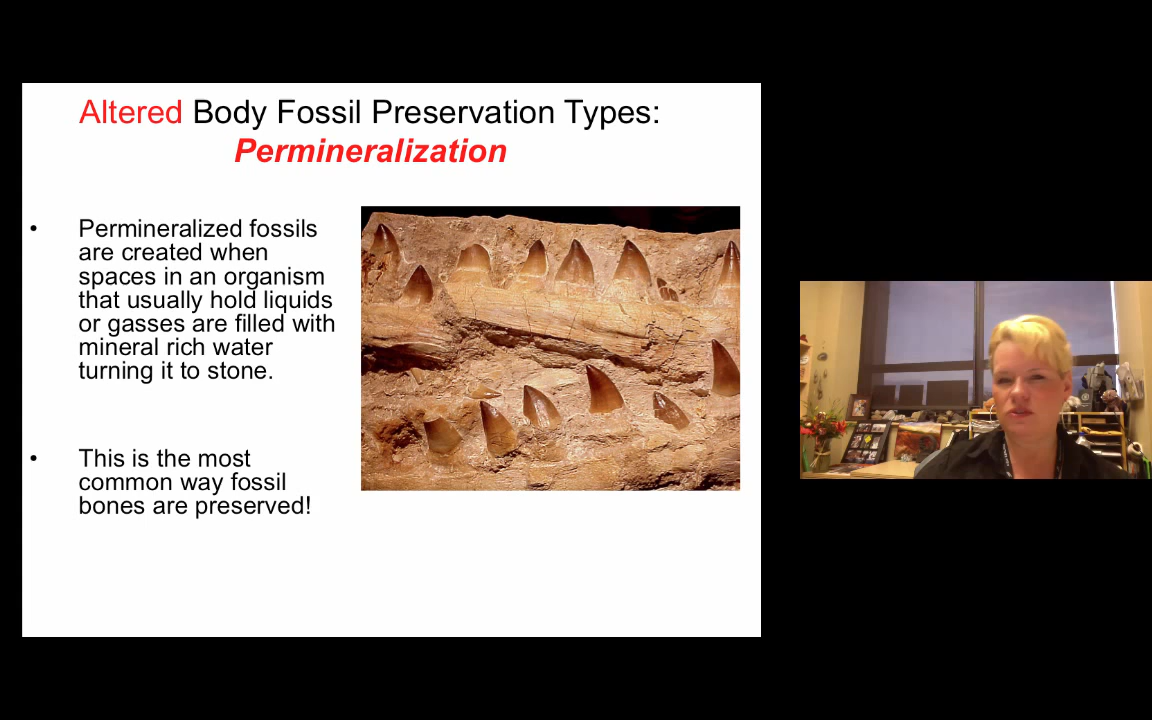 Altered Body Fossil Preservation Types:
Permineralization
• Permineralized fossils
are created when
spaces in an organism
that usually hold liquids
or gasses are filled with
mineral rich water
turning it to stone.
• This is the most
common way fossil
bones are preserved!